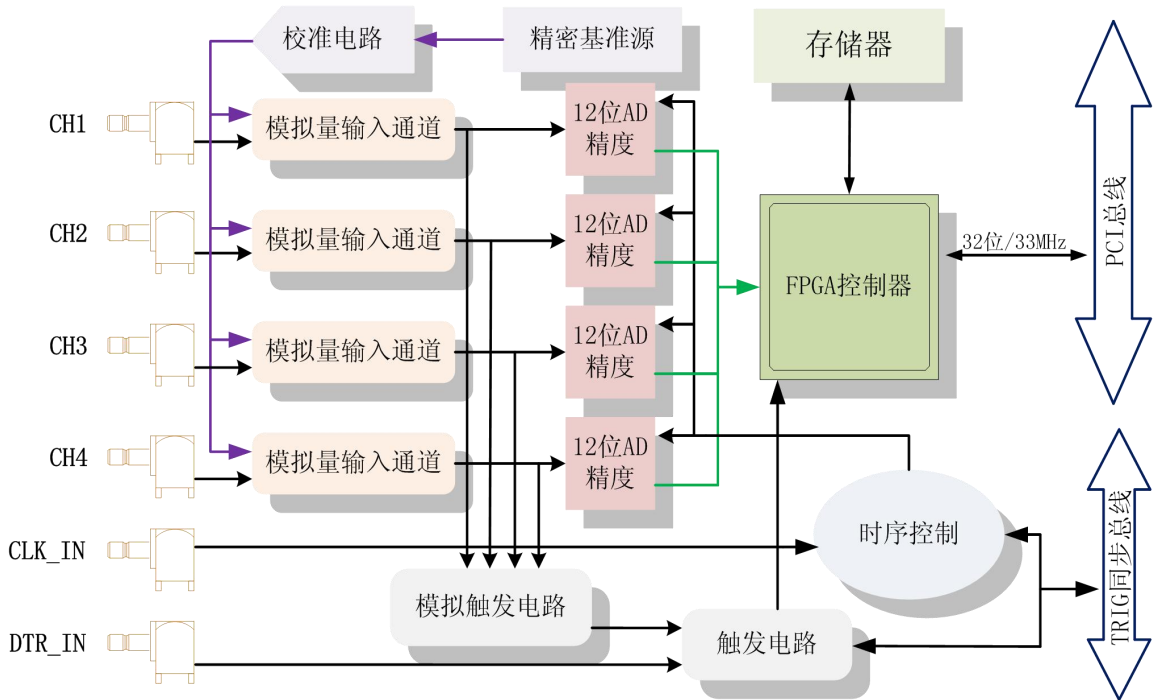 校准电路
精密基准源
存储器
CH1
模拟量输入通道
12位AD
精度
CH2
模拟量输入通道
12位AD
精度
FPGA控制器
32位/33MHz
PCI总线
CH3
模拟量输入通道
12位AD
精度
CH4
模拟量输入通道
12位AD
精度
CLK_IN
时序控制
TRIG同步总线
模拟触发电路
DTR_IN
触发电路